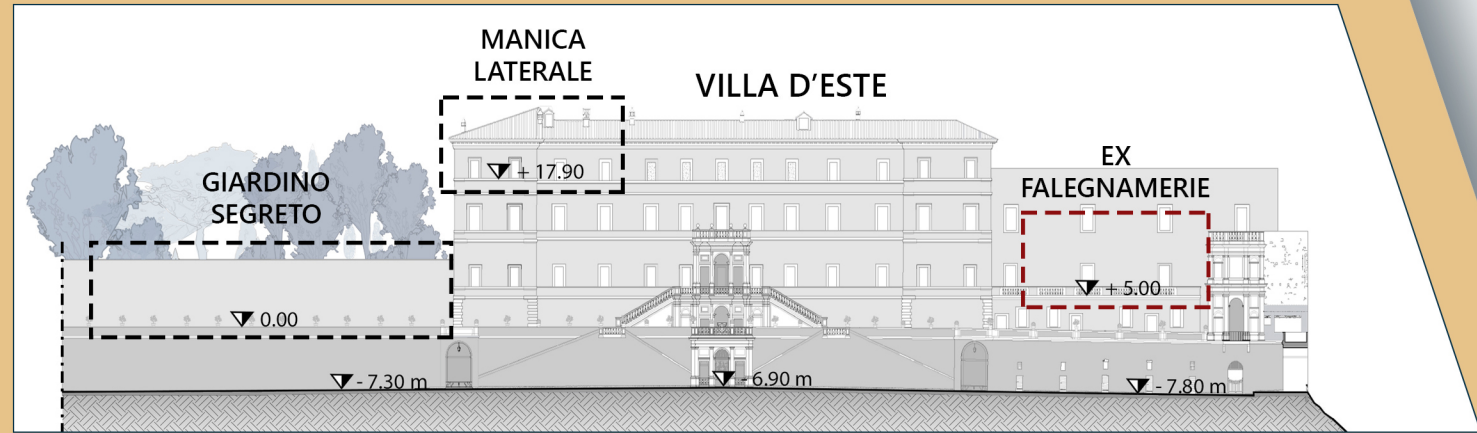 MANICA
LATERALE
VILLA D'ESTE
GIARDINO
SEGRETO
EX
FALEGNAMERIE
+ 17.90
+ 5.00
0.00
- 7.30 m
- 6.90 m
- 7.80 m